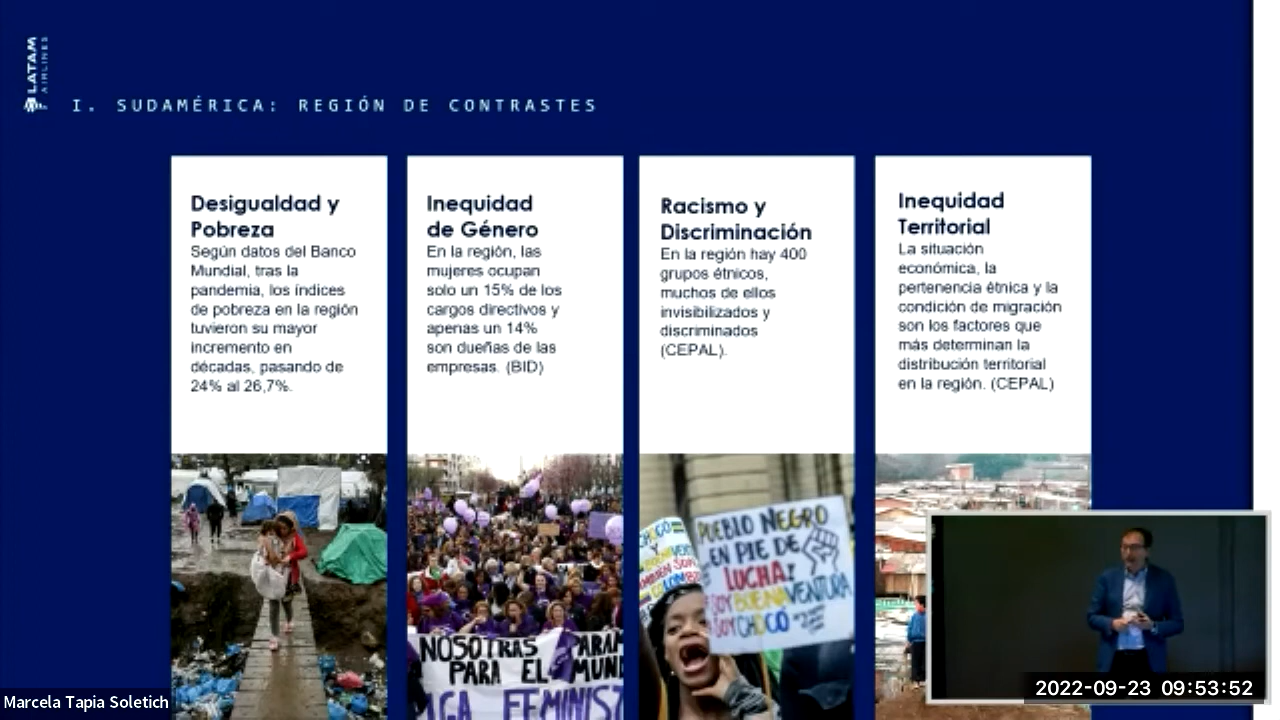 LATAM
AIRLINES
I. SUDAMÉRICA: REGIÓN DE CONTRASTES
Desigualdad y
Pobreza
Según datos del Banco
Mundial, tras la
pandemia, los índices
de pobreza en la región
tuvieron su mayor
incremento en
décadas, pasando de
24% al 26,7%.
Inequidad
de Género
En la región, las
mujeres ocupan
solo un 15% de los
cargos directivos y
apenas un 14%
son dueñas de las
empresas. (BID)
Racismo y
Discriminación
En la región hay 400
grupos étnicos,
muchos de ellos
invisibilizados y
discriminados
(CEPAL).
Inequidad
Territorial
La situación
económica, la
pertenencia étnica y la
condición de migración
son los factores que
más determinan la
distribución territorial
en la región. (CEPAL)
NOSOTRAS PARAM
PARA EL MUN
LGA FEMINIST
CHOCÓ
Y
PUEBLO NEGRO
EN PIE DE
LUCHA!
SOY BUENAVENTURA
SOY CHOCO
Marcela Tapia Soletich
2022-09-23 09:53:52